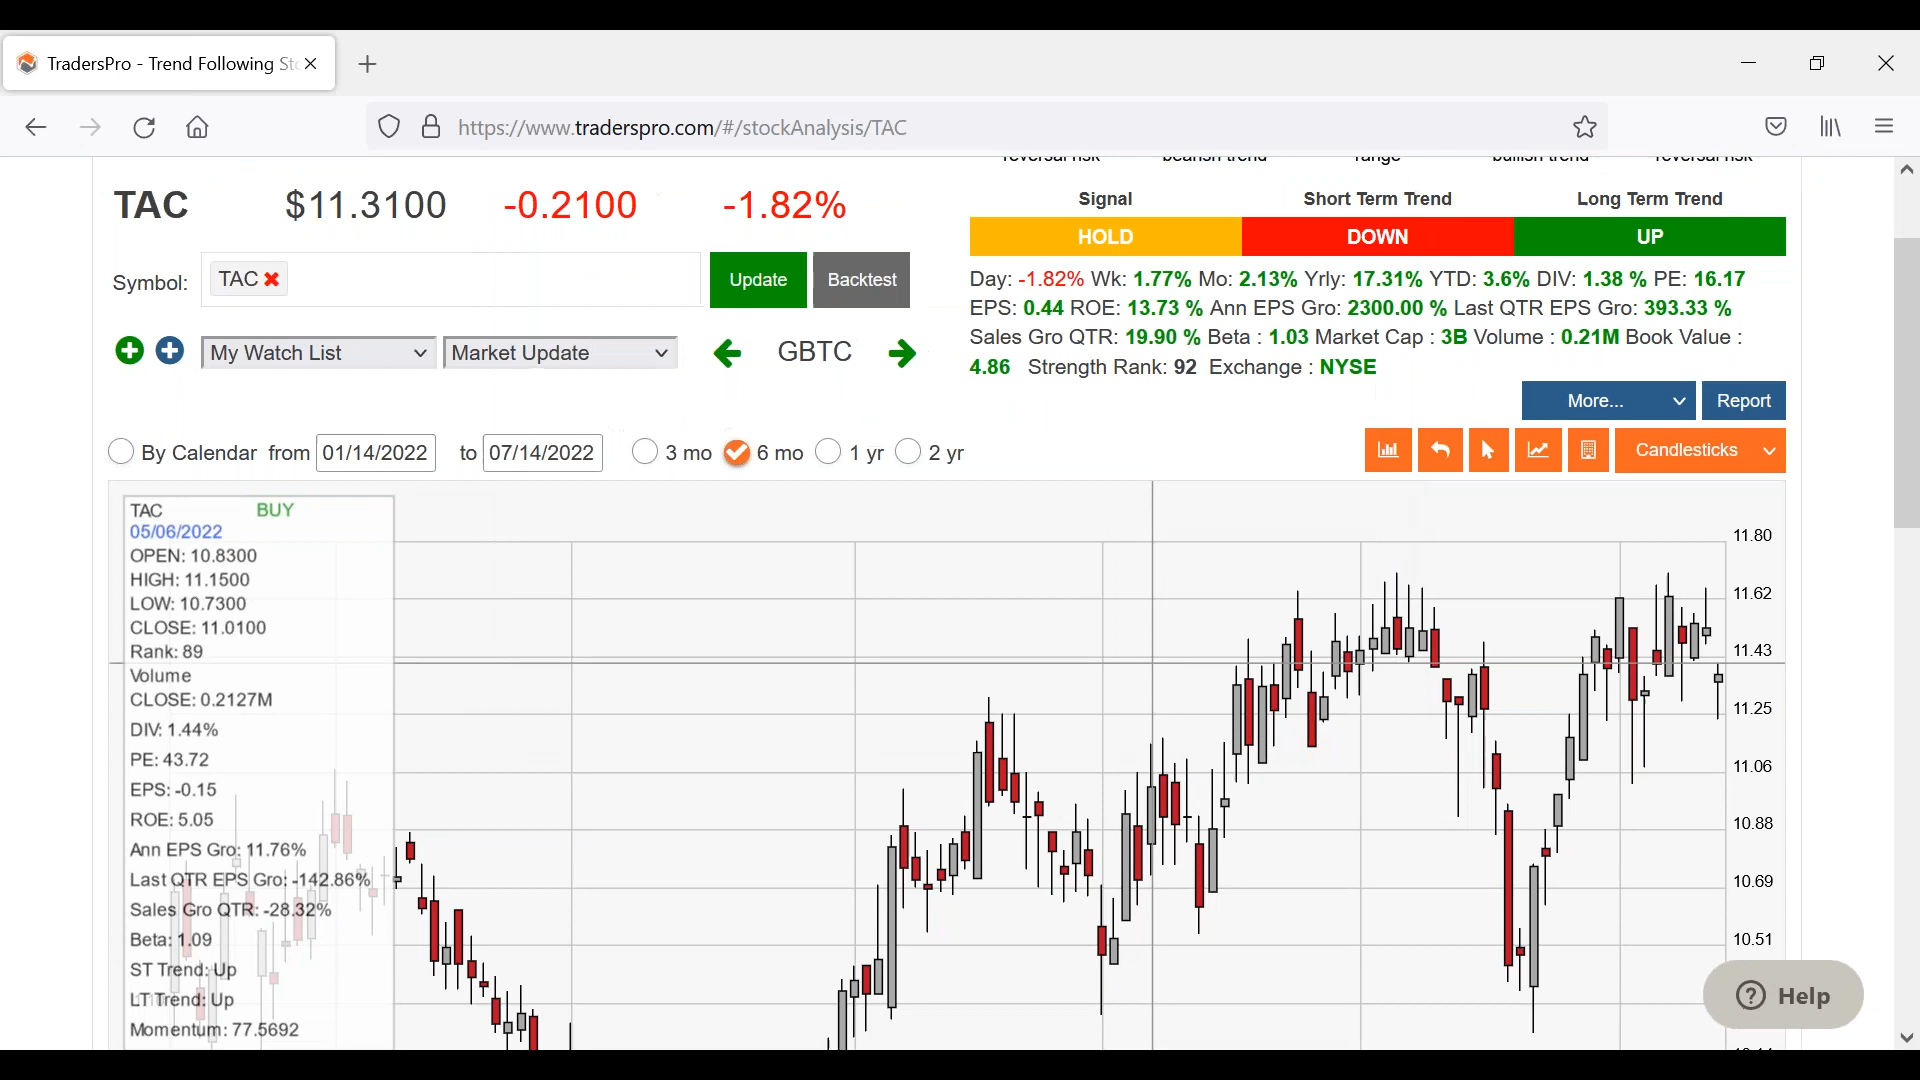 TradersPro - Trend Following Sto
https://www.traderspro.com/#/stockAnalysis/TAC
reversal risk bearish trend range bullish trend reversal risk
TAC $11.3100 -0.2100 -1.82%
Signal Short Term Trend Long Term Trend
HOLD DOWN UP
Symbol: TAC Update Backtest
Day: -1.82% Wk: 1.77% Mo: 2.13% Yrly: 17.31% YTD: 3.6% DIV: 1.38 % PE: 16.17
EPS: 0.44 ROE: 13.73 % Ann EPS Gro: 2300.00 % Last QTR EPS Gro: 393.33 %
Sales Gro QTR: 19.90 % Beta : 1.03 Market Cap : 3B Volume : 0.21M Book Value :
4.86 Strength Rank: 92 Exchange : NYSE
My Watch List Market Update GBTC
More... Report
By Calendar from 01/14/2022 to 07/14/2022 3 mo 6 mo 1 yr 2 yr
Candlesticks
TAC BUY
05/06/2022
OPEN: 10.8300
HIGH: 11.1500
LOW: 10.7300
CLOSE: 11.0100
Rank: 89
Volume
CLOSE: 0.2127M
DIV: 1.44%
PE: 43.72
EPS: -0.15
ROE: 5.05
Ann EPS Gro: 11.76%
Last QTR EPS Gro: -142.86%
Sales Gro QTR: -28.32%
Beta: 1.09
ST Trend: Up
LT Trend: Up
Momentum: 77.5692
11.80
11.62
11.43
11.25
11.06
10.88
10.69
10.51
Help